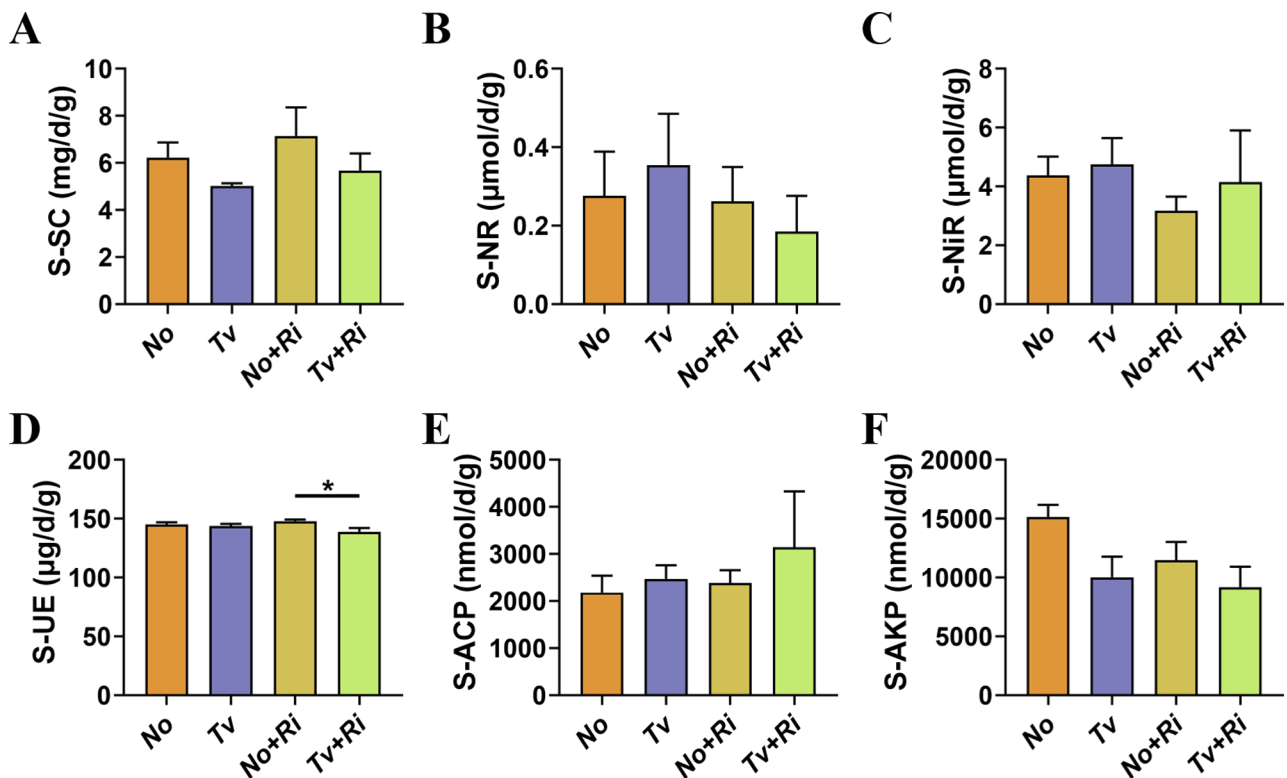 A
S-SC (mg/d/g)
10
8
6
4
2
0
No
Tv
No+Ri
Tv+Ri
B
S-NR (μmol/d/g)
0.6
0.4
0.2
0.0
No
Tv
No+Ri
Tv+Ri
C
S-NiR (μmol/d/g)
8
6
4
2
0
No
Tv
No+Ri
Tv+Ri
D
S-UE (μg/d/g)
200
150
100
50
0
*
No
Tv
No+Ri
Tv+Ri
E
S-ACP (nmol/d/g)
5000
4000
3000
2000
1000
0
No
Tv
No+Ri
Tv+Ri
F
S-AKP (nmol/d/g)
20000
15000
10000
5000
0
No
Tv
No+Ri
Tv+Ri